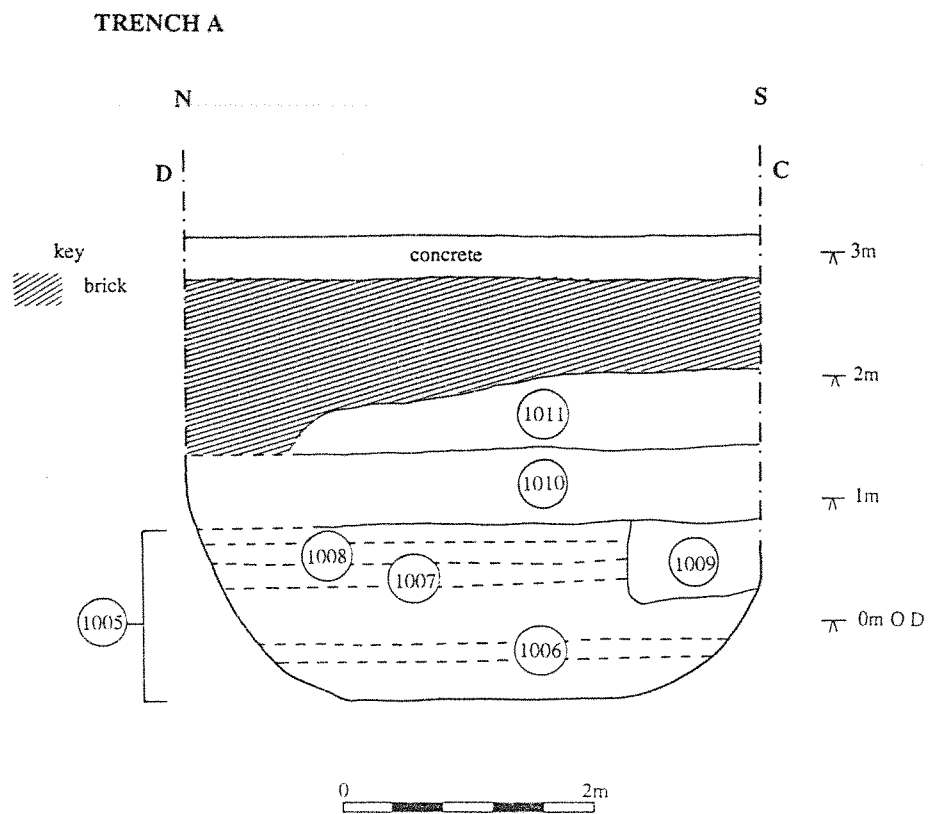 TRENCH A
N S
D C
key
concrete
3m
brick
2m
1011
1010
1m
1008
1007
1009
1005
0m O D
1006
0 2m